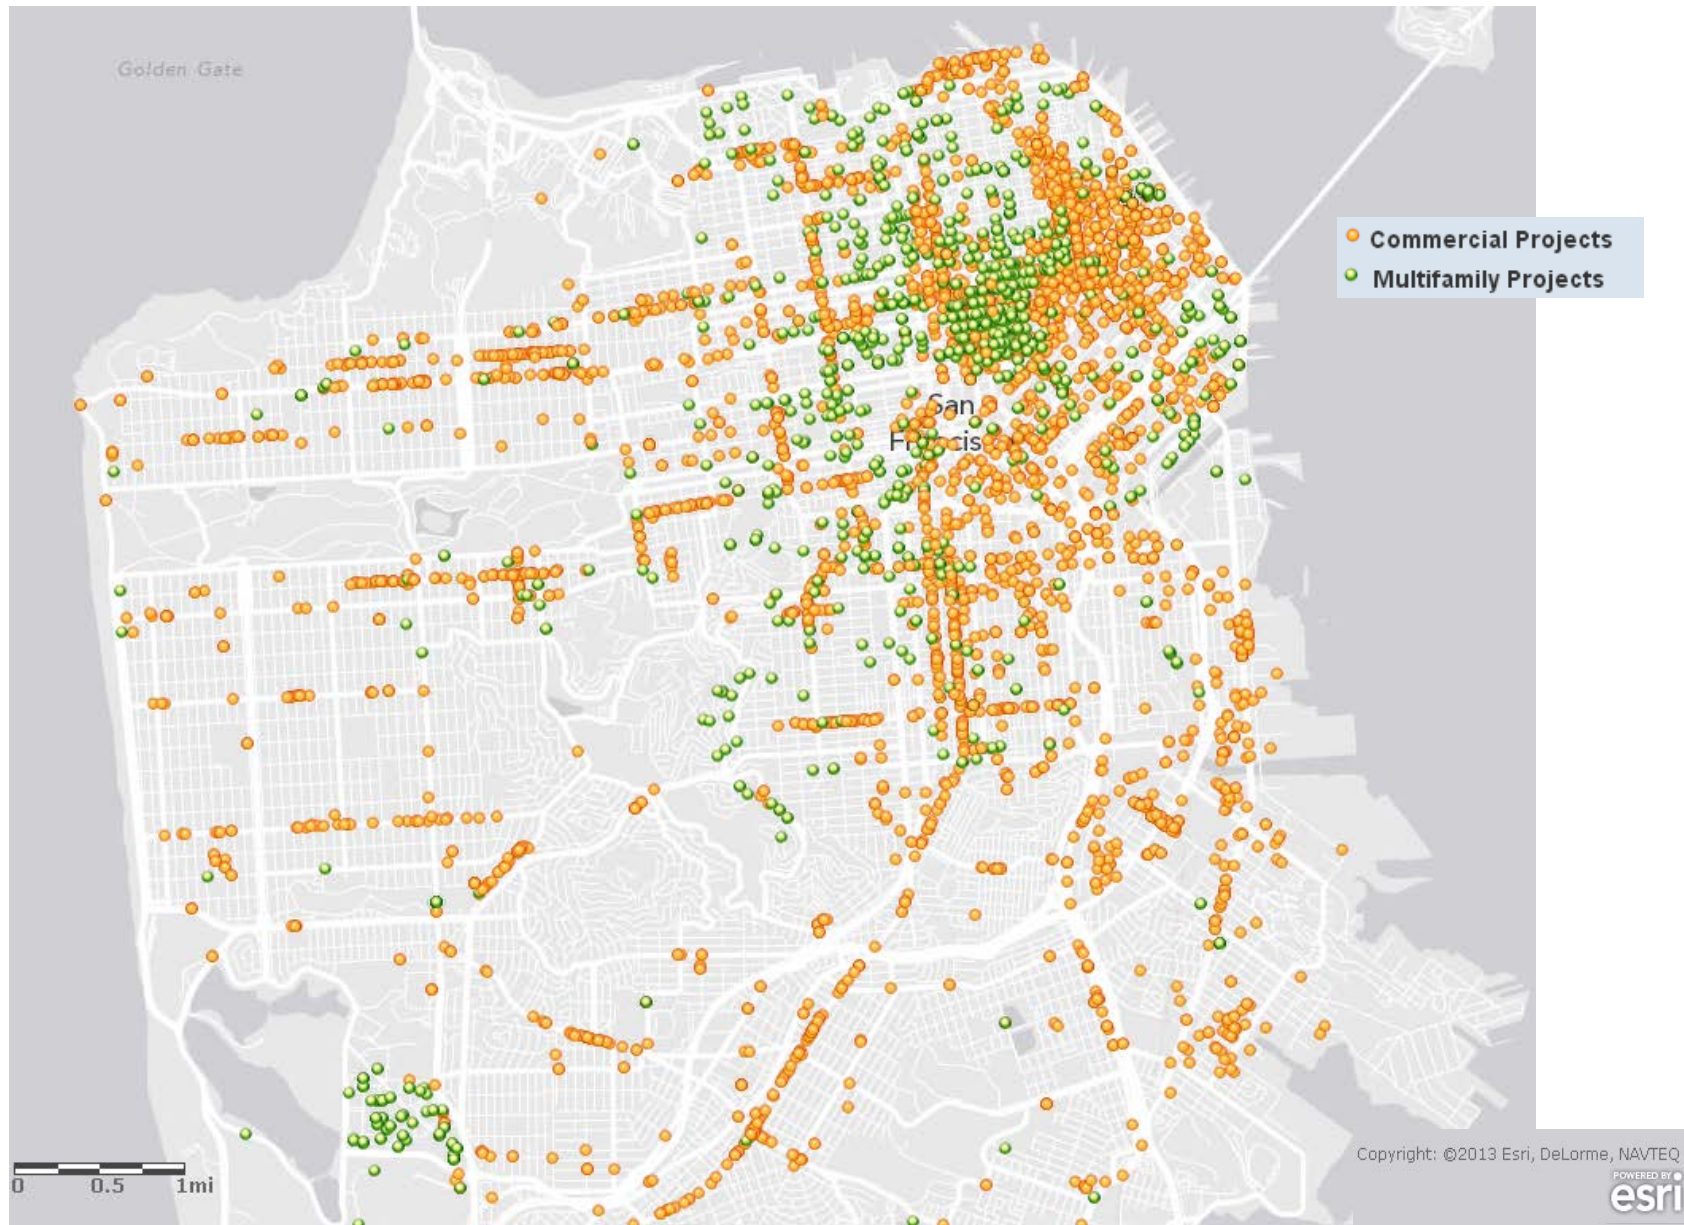 Golden Gate
Commercial Projects
Multifamily Projects
San
Francisco
0 0.5 1mi
Copyright: ©2013 Esri, DeLorme, NAVTEQ
POWERED BY
esri